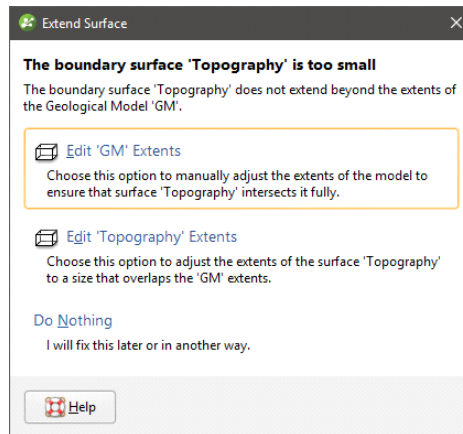 Extend Surface
The boundary surface 'Topography' is too small
The boundary surface 'Topography' does not extend beyond the extents of
the Geological Model 'GM'.
Edit 'GM' Extents
Choose this option to manually adjust the extents of the model to
ensure that surface 'Topography' intersects it fully.
Edit 'Topography' Extents
Choose this option to adjust the extents of the surface 'Topography'
to a size that overlaps the 'GM' extents.
Do Nothing
I will fix this later or in another way.
Help